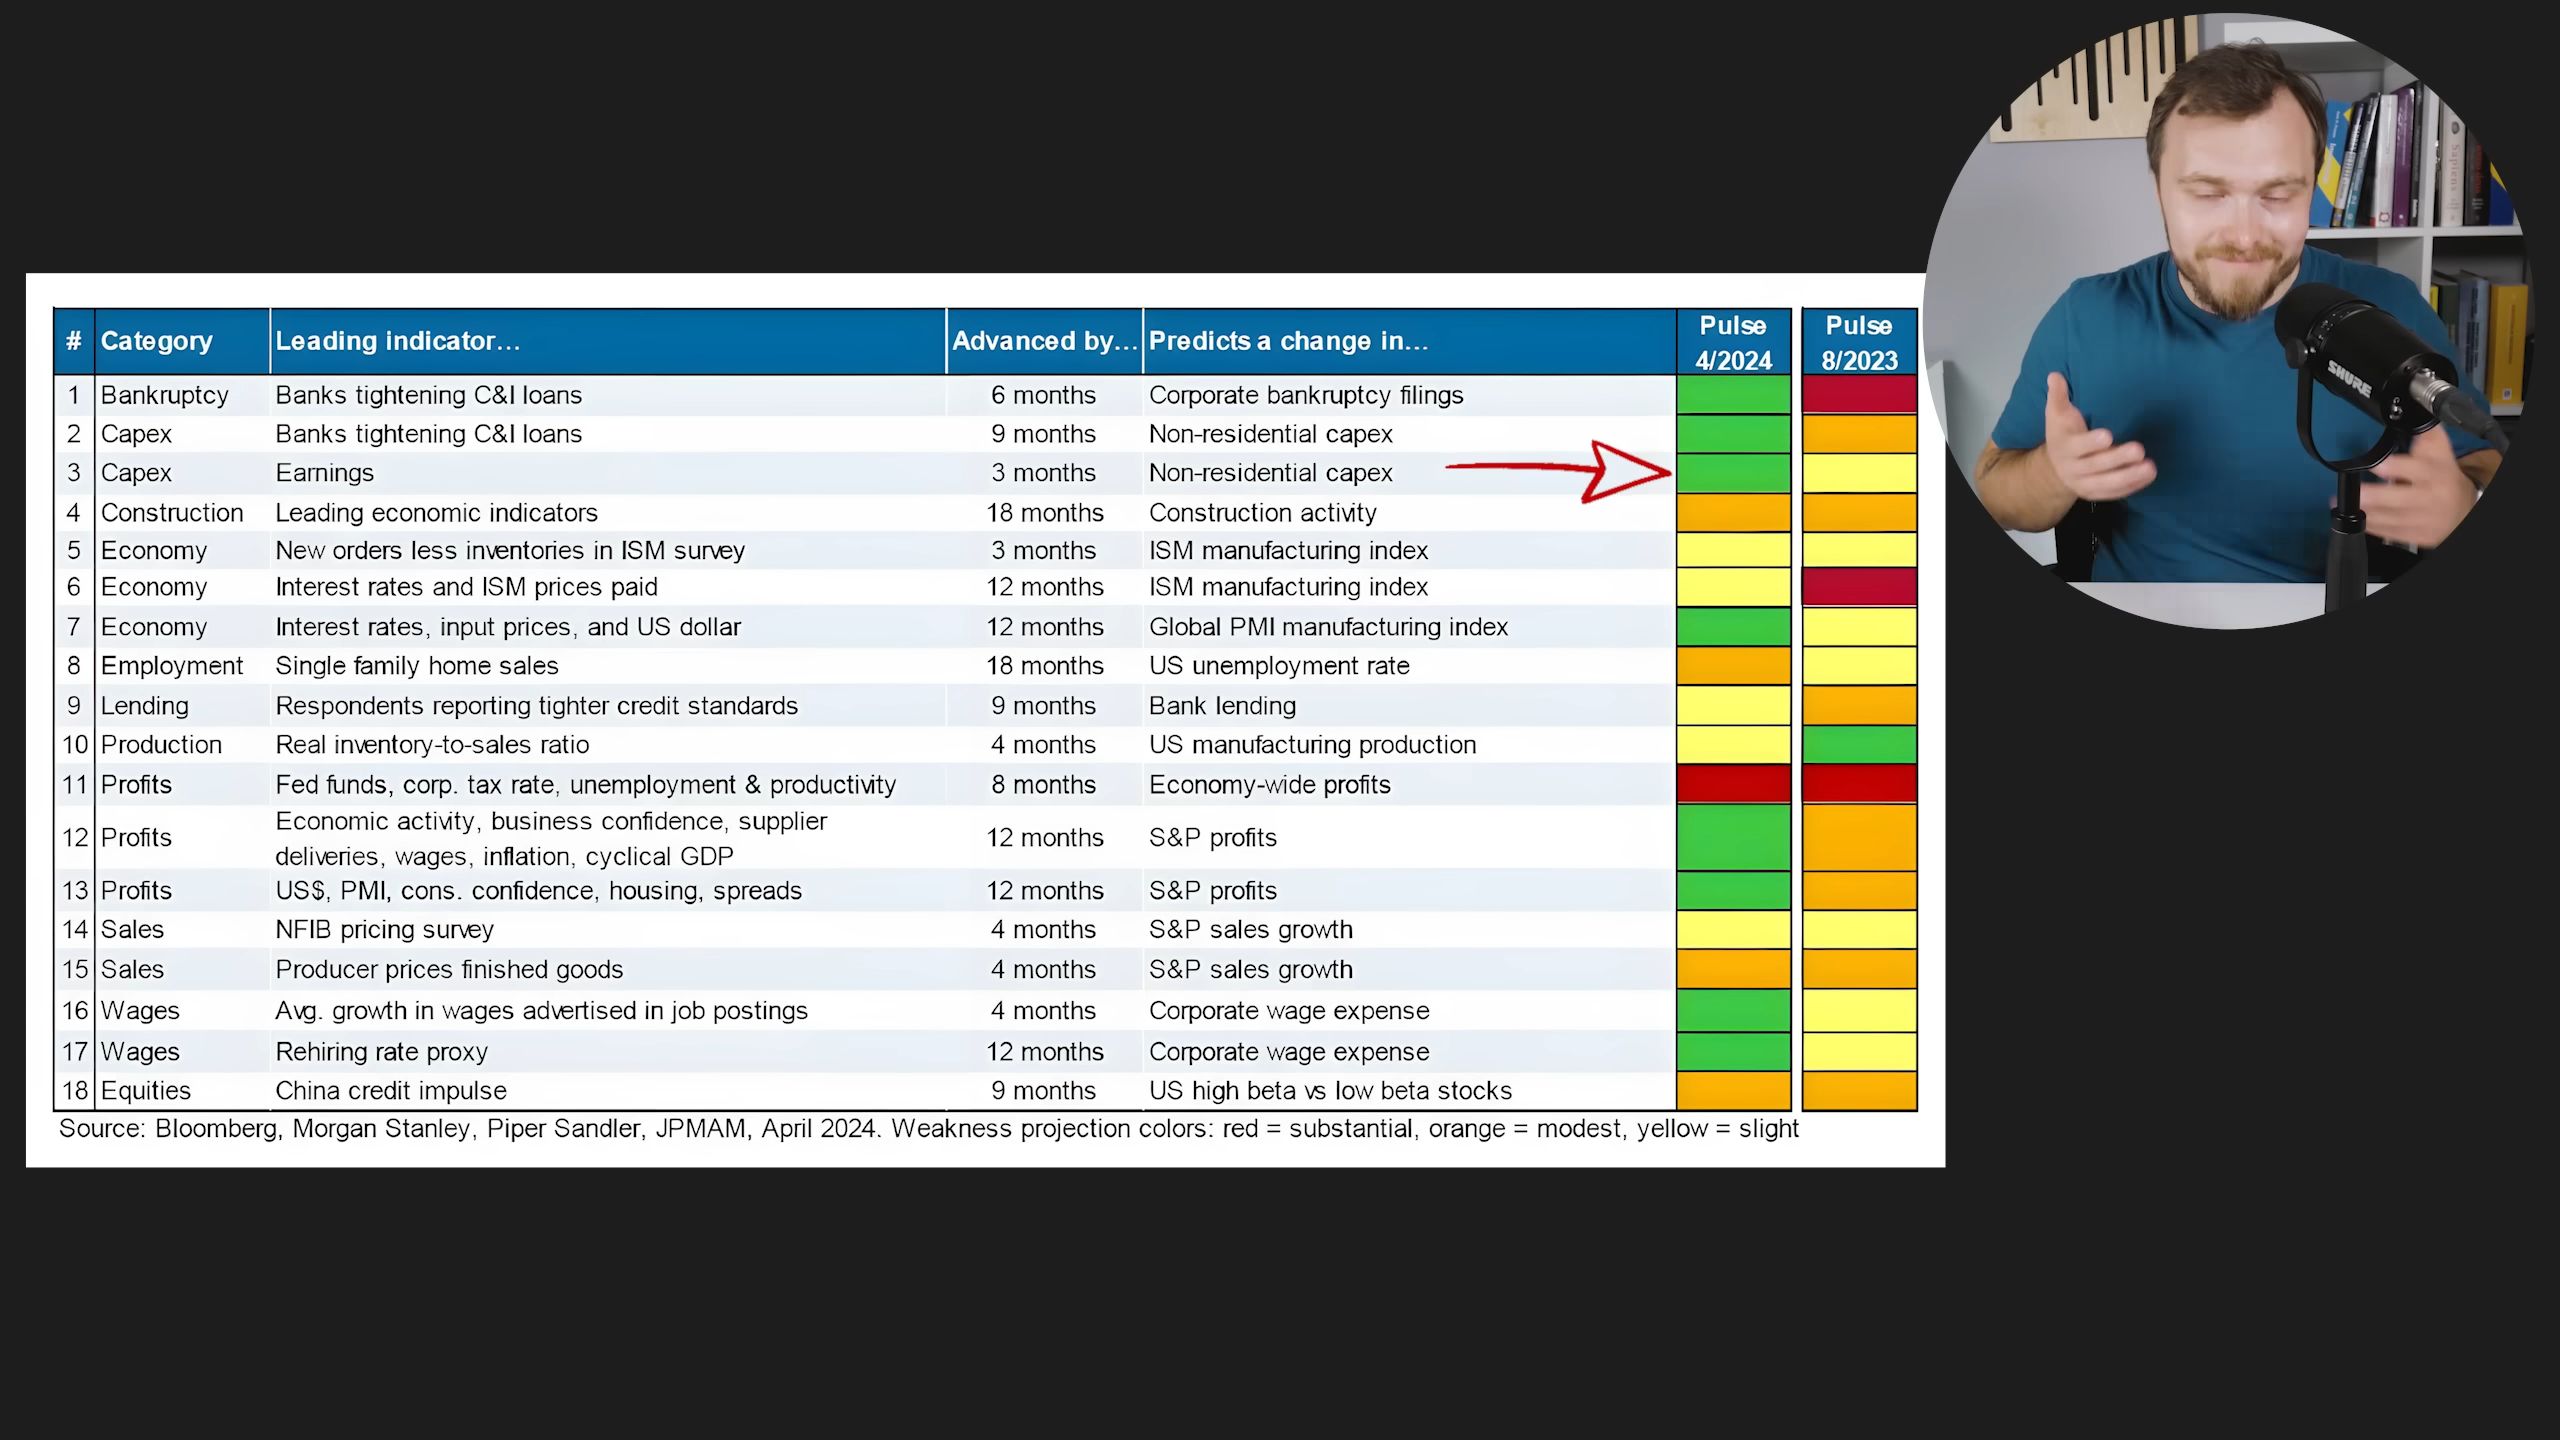 # Category Leading indicator... Advanced by... Predicts a change in... Pulse 4/2024 Pulse 8/2023
1 Bankruptcy Banks tightening C&I loans 6 months Corporate bankruptcy filings
2 Capex Banks tightening C&I loans 9 months Non-residential capex
3 Capex Earnings 3 months Non-residential capex
4 Construction Leading economic indicators 18 months Construction activity
5 Economy New orders less inventories in ISM survey 3 months ISM manufacturing index
6 Economy Interest rates and ISM prices paid 12 months ISM manufacturing index
7 Economy Interest rates, input prices, and US dollar 12 months Global PMI manufacturing index
8 Employment Single family home sales 18 months US unemployment rate
9 Lending Respondents reporting tighter credit standards 9 months Bank lending
10 Production Real inventory-to-sales ratio 4 months US manufacturing production
11 Profits Fed funds, corp. tax rate, unemployment & productivity 8 months Economy-wide profits
12 Profits Economic activity, business confidence, supplier
deliveries, wages, inflation, cyclical GDP 12 months S&P profits
13 Profits US$, PMI, cons. confidence, housing, spreads 12 months S&P profits
14 Sales NFIB pricing survey 4 months S&P sales growth
15 Sales Producer prices finished goods 4 months S&P sales growth
16 Wages Avg. growth in wages advertised in job postings 4 months Corporate wage expense
17 Wages Rehiring rate proxy 12 months Corporate wage expense
18 Equities China credit impulse 9 months US high beta vs low beta stocks
Source: Bloomberg, Morgan Stanley, Piper Sandler, JPMAM, April 2024. Weakness projection colors: red = substantial, orange = modest, yellow = slight
SHURE
Sapiens